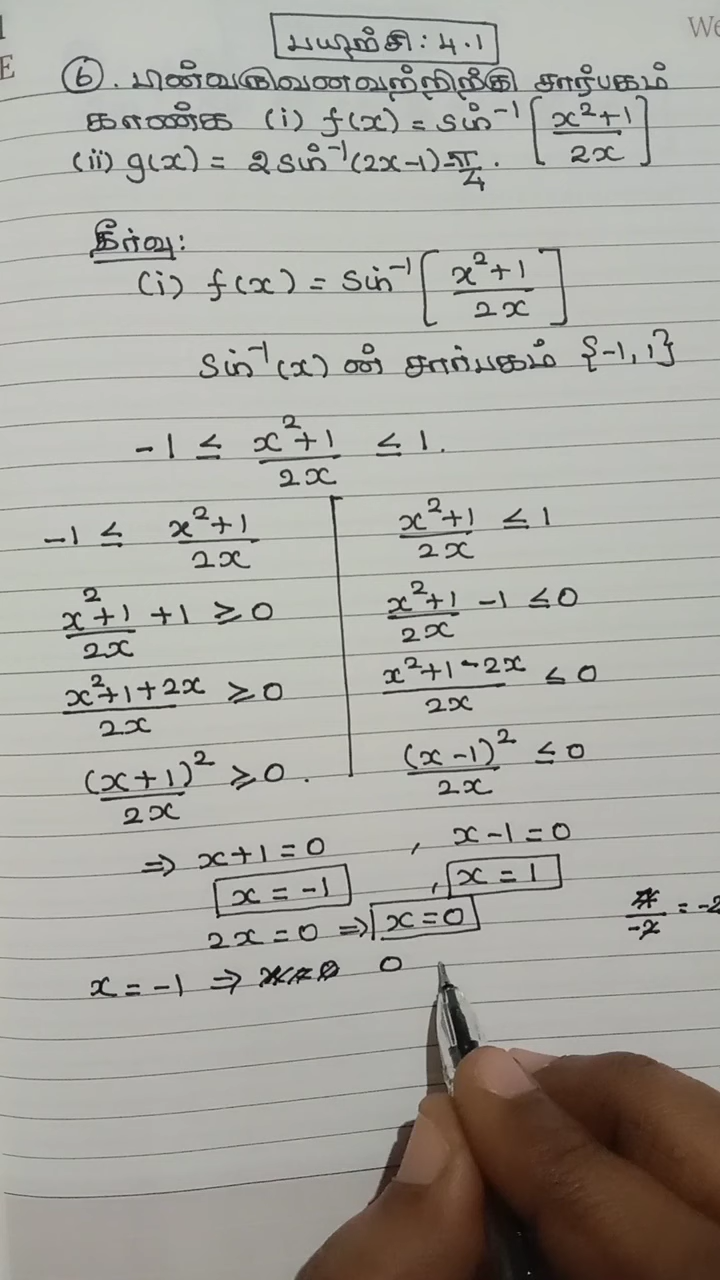 We
E
பயிற்சி : 4.1
⑥. பின்வருவனவற்றிற்கு சார்பகம்
காண்க (i) f(x) = sin⁻¹ [x²+1 / 2x]
(ii) g(x) = 2 sin⁻¹(2x-1) - π/4.
தீர்வு:
(i) f(x) = sin⁻¹ [x²+1 / 2x]
sin⁻¹(x) ன் சார்பகம் {-1, 1}
-1 ≤ x²+1 / 2x ≤ 1.
-1 ≤ x²+1 / 2x
x²+1 / 2x + 1 ≥ 0
x²+1+2x / 2x ≥ 0
(x+1)² / 2x ≥ 0.
x²+1 / 2x ≤ 1
x²+1 / 2x - 1 ≤ 0
x²+1-2x / 2x ≤ 0
(x-1)² / 2x ≤ 0
⇒ x+1 = 0 , x-1 = 0
x = -1 , x = 1
2x = 0 ⇒ x = 0
x = -1 ⇒ 0
= -2